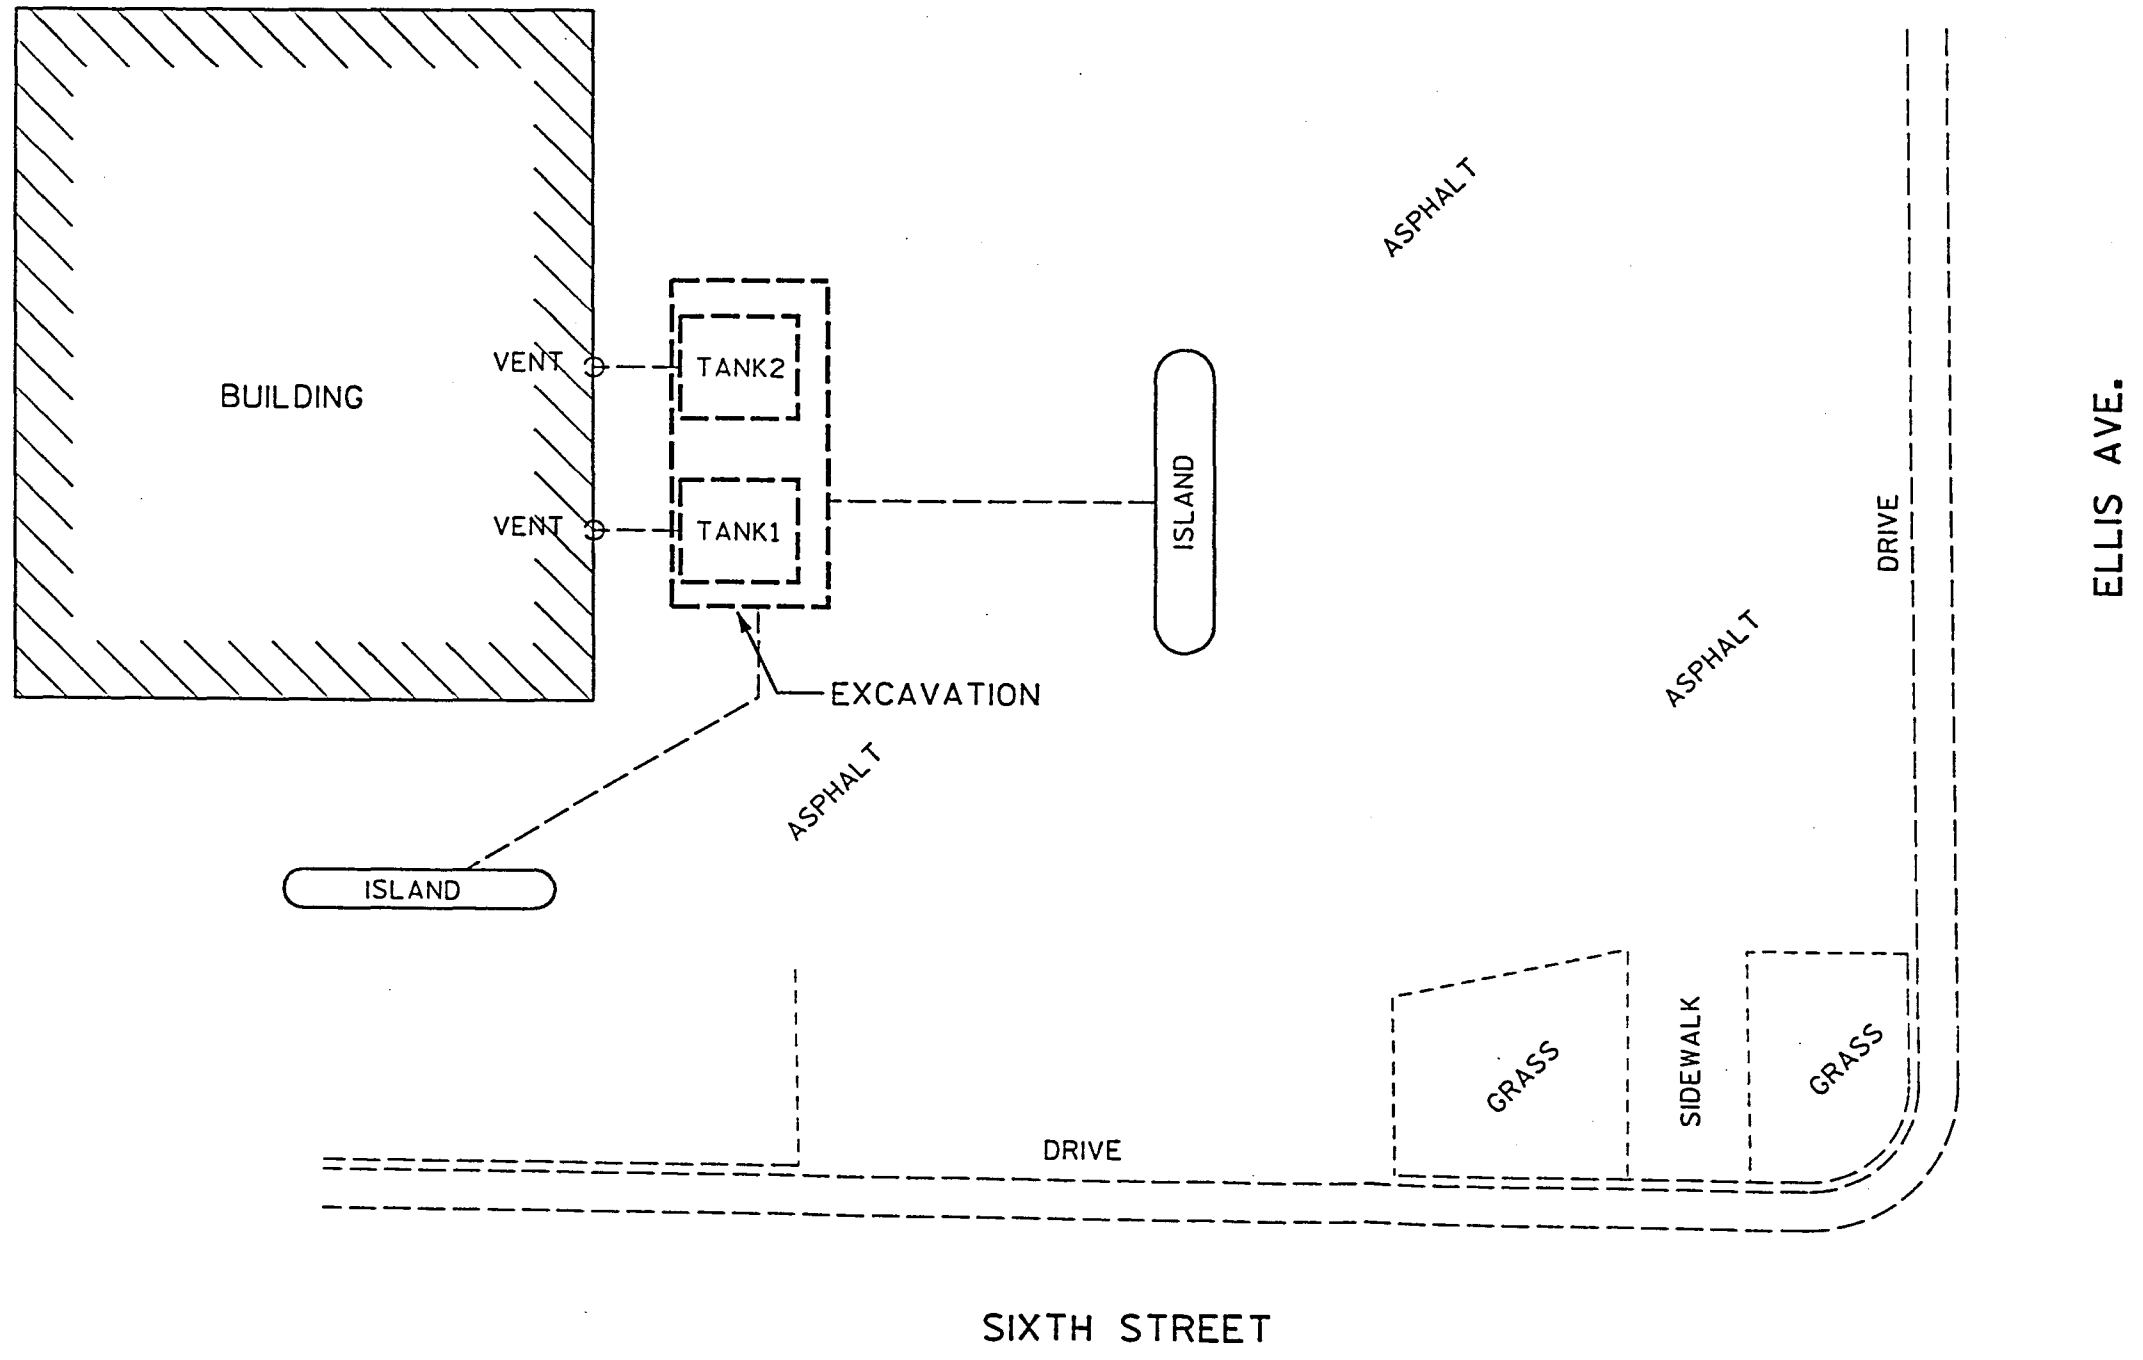 ASPHALT
VENT
TANK2
BUILDING
ELLIS AVE.
ISLAND
DRIVE
VENT
TANK1
ASPHALT
EXCAVATION
ASPHALT
ISLAND
GRASS
SIDEWALK
GRASS
DRIVE
SIXTH STREET